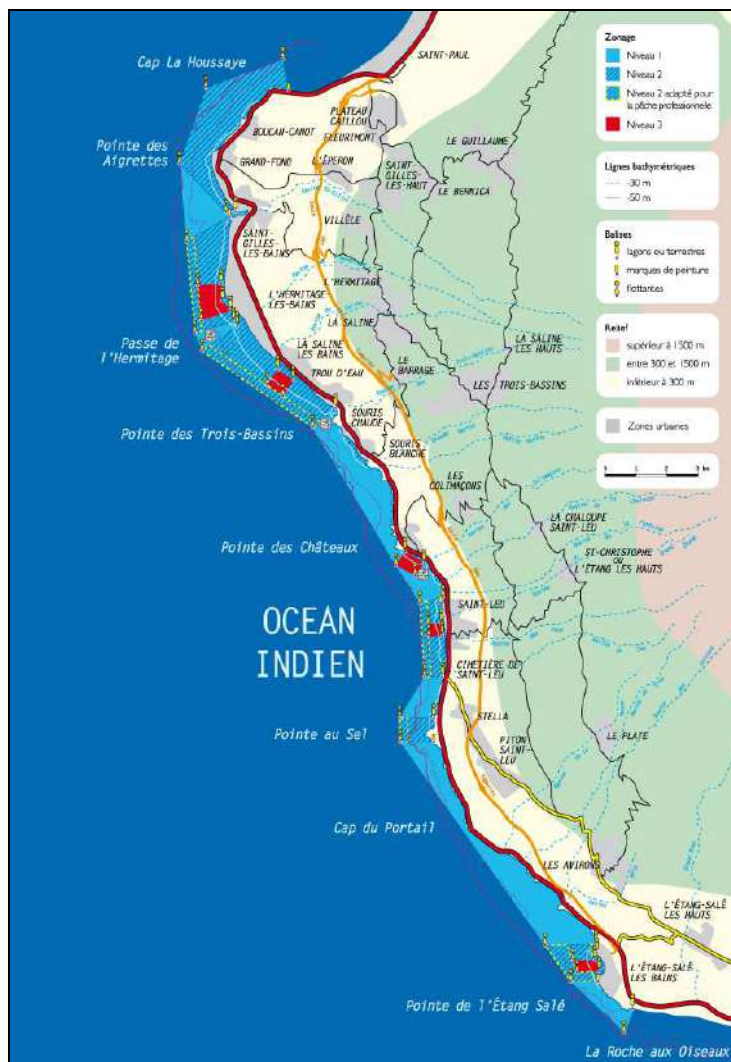 Cap La Houssaye
SAINT-PAUL
Zonage
Niveau 1
Niveau 2
Niveau 2 adapté pour
la pêche professionnelle
Niveau 3
PLATEAU
CAILLOU
BOUCAN-CANOT
FLEURIMONT
LE GUILLAUME
Pointe des
Aigrettes
GRAND-FOND
L'ÉPERON
SAINT-
GILLES
LES-HAUT
LE BERNICA
Lignes bathymétriques
-30 m
-50 m
VILLÈLE
SAINT-
GILLES
LES-BAINS
Balises
lagons ou terrestres
marques de peinture
flottantes
L'HERMITAGE
L'HERMITAGE
LES-BAINS
LA SALINE
Relief
supérieur à 1500 m
entre 300 et 1500 m
inférieur à 300 m
Passe de
l'Hermitage
LA SALINE
LES BAINS
TROU D'EAU
LE
BARRAGE
LA SALINE
LES HAUTS
LES TROIS-BASSINS
Zones urbaines
Pointe des Trois-Bassins
SOURIS
CHAUDE
SOURIS
BLANCHE
0 1 2 3 km
LES
COLIMAÇONS
LA CHALOUPE
SAINT-LEU
Pointe des Châteaux
ST-CHRISTOPHE
OU
L'ÉTANG LES HAUTS
OCEAN
INDIEN
SAINT-LEU
CIMETIÈRE DE
SAINT-LEU
Pointe au Sel
STELLA
PITON
SAINT-
LEU
LE PLATE
Cap du Portail
LES AVIRONS
L'ÉTANG-SALÉ
LES HAUTS
L'ÉTANG-SALÉ
LES BAINS
Pointe de l'Étang Salé
La Roche aux Oiseaux